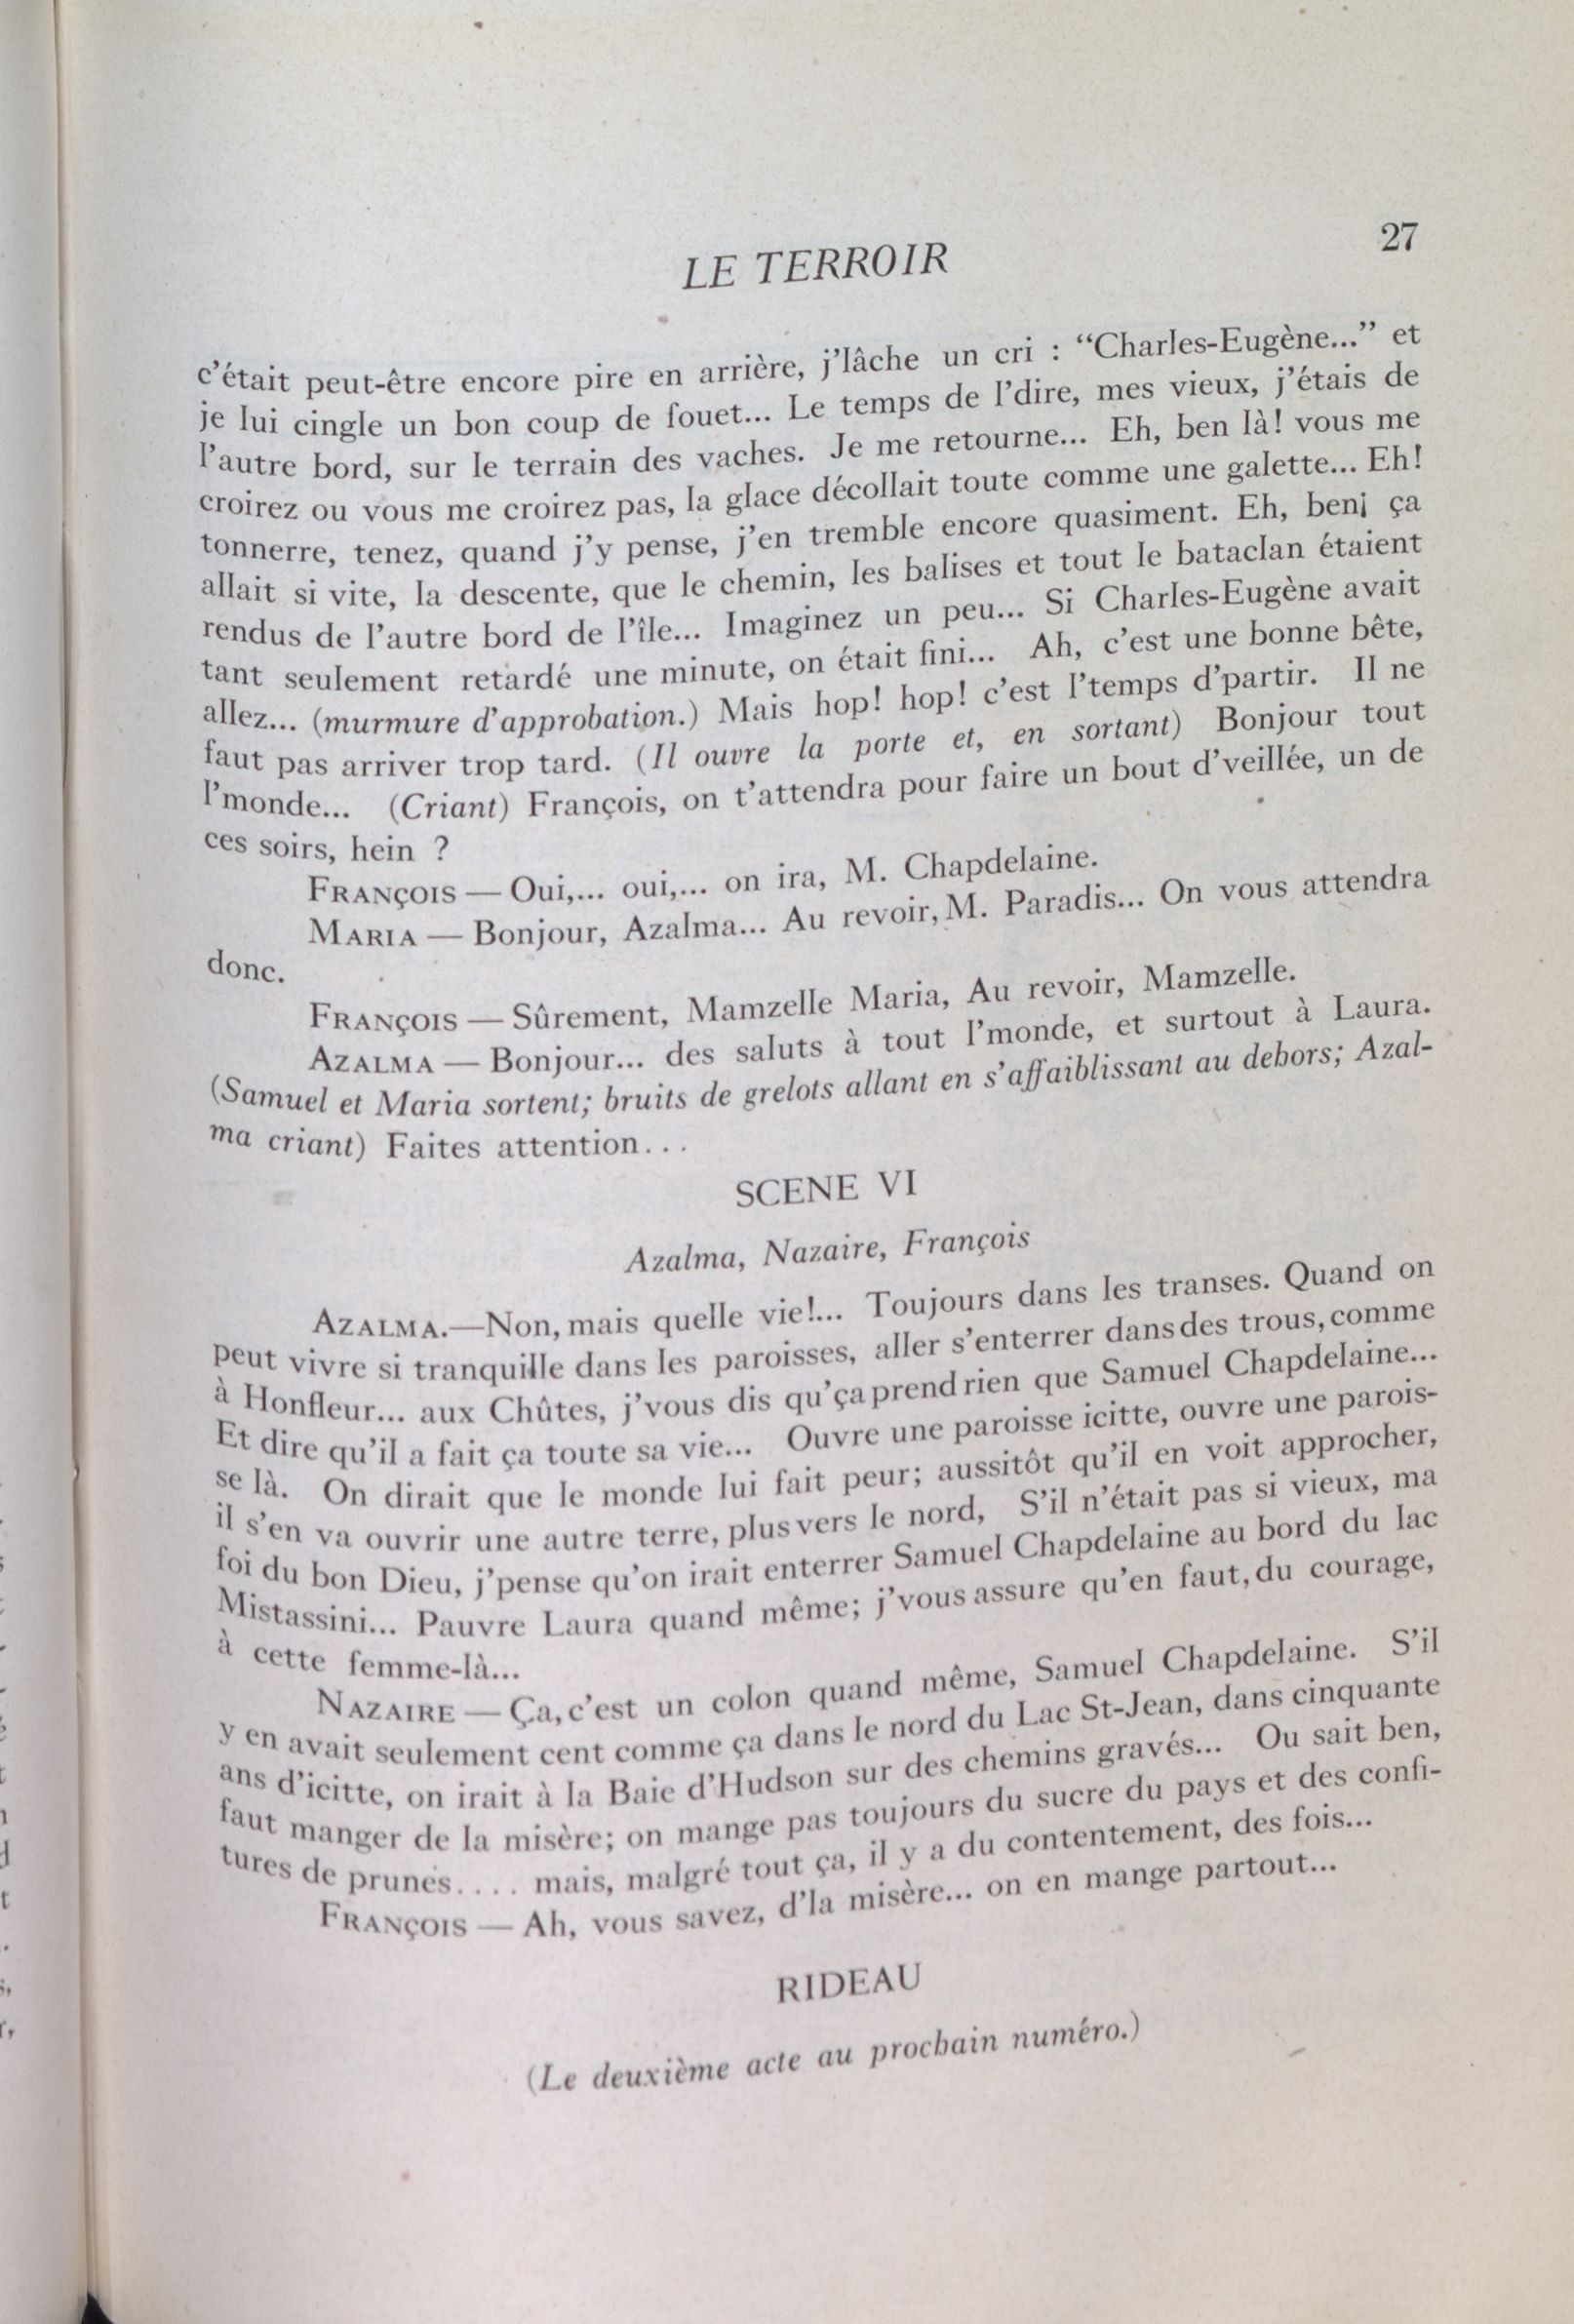 27
LE TERROIR
c'était peut-être encore pire en arrière, j'lâche un cri : “Charles-Eugène...” et
je lui cingle un bon coup de fouet... Le temps de l'dire, mes vieux, j'étais de
l'autre bord, sur le terrain des vaches. Je me retourne... Eh, ben là! vous me
croirez ou vous me croirez pas, la glace décollait toute comme une galette... Eh!
tonnerre, tenez, quand j'y pense, j'en tremble encore quasiment. Eh, ben¡ ça
allait si vite, la descente, que le chemin, les balises et tout le bataclan étaient
rendus de l'autre bord de l'île... Imaginez un peu... Si Charles-Eugène avait
tant seulement retardé une minute, on était fini... Ah, c'est une bonne bête,
allez... (murmure d'approbation.) Mais hop! hop! c'est l'temps d'partir. Il ne
faut pas arriver trop tard. (Il ouvre la porte et, en sortant) Bonjour tout
l'monde... (Criant) François, on t'attendra pour faire un bout d'veillée, un de
ces soirs, hein ?
FRANÇOIS — Oui,... oui,... on ira, M. Chapdelaine.
MARIA — Bonjour, Azalma... Au revoir, M. Paradis... On vous attendra
donc.
FRANÇOIS — Sûrement, Mamzelle Maria, Au revoir, Mamzelle.
AZALMA — Bonjour... des saluts à tout l'monde, et surtout à Laura.
(Samuel et Maria sortent; bruits de grelots allant en s'affaiblissant au dehors; Azal-
ma criant) Faites attention...
SCENE VI
Azalma, Nazaire, François
AZALMA.—Non, mais quelle vie!... Toujours dans les transes. Quand on
peut vivre si tranquille dans les paroisses, aller s'enterrer dans des trous, comme
à Honfleur... aux Chûtes, j'vous dis qu'ça prend rien que Samuel Chapdelaine...
Et dire qu'il a fait ça toute sa vie... Ouvre une paroisse icitte, ouvre une parois-
se là. On dirait que le monde lui fait peur; aussitôt qu'il en voit approcher,
il s'en va ouvrir une autre terre, plus vers le nord, S'il n'était pas si vieux, ma
foi du bon Dieu, j'pense qu'on irait enterrer Samuel Chapdelaine au bord du lac
Mistassini... Pauvre Laura quand même; j'vous assure qu'en faut, du courage,
à cette femme-là...
NAZAIRE — Ça, c'est un colon quand même, Samuel Chapdelaine. S'il
y en avait seulement cent comme ça dans le nord du Lac St-Jean, dans cinquante
ans d'icitte, on irait à la Baie d'Hudson sur des chemins gravés... Ou sait ben,
faut manger de la misère; on mange pas toujours du sucre du pays et des confi-
tures de prunes.... mais, malgré tout ça, il y a du contentement, des fois...
FRANÇOIS — Ah, vous savez, d'la misère... on en mange partout...
RIDEAU
(Le deuxième acte au prochain numéro.)